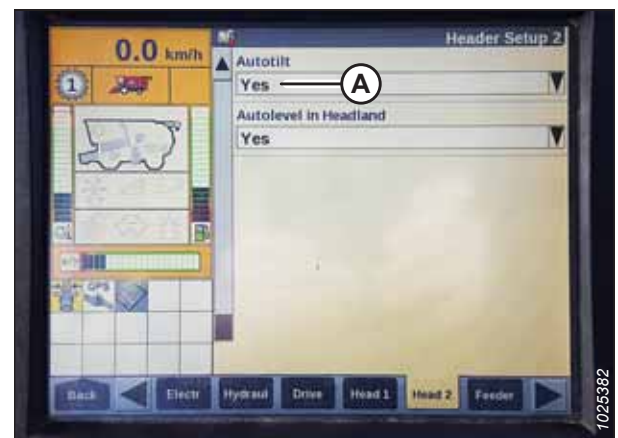 Header Setup 2
0.0 km/h
Autotilt
1
Yes
A
Autolevel in Headland
Yes
GPS
Back
Electr
Hydraul
Drive
Head 1
Head 2
Feeder
1025382